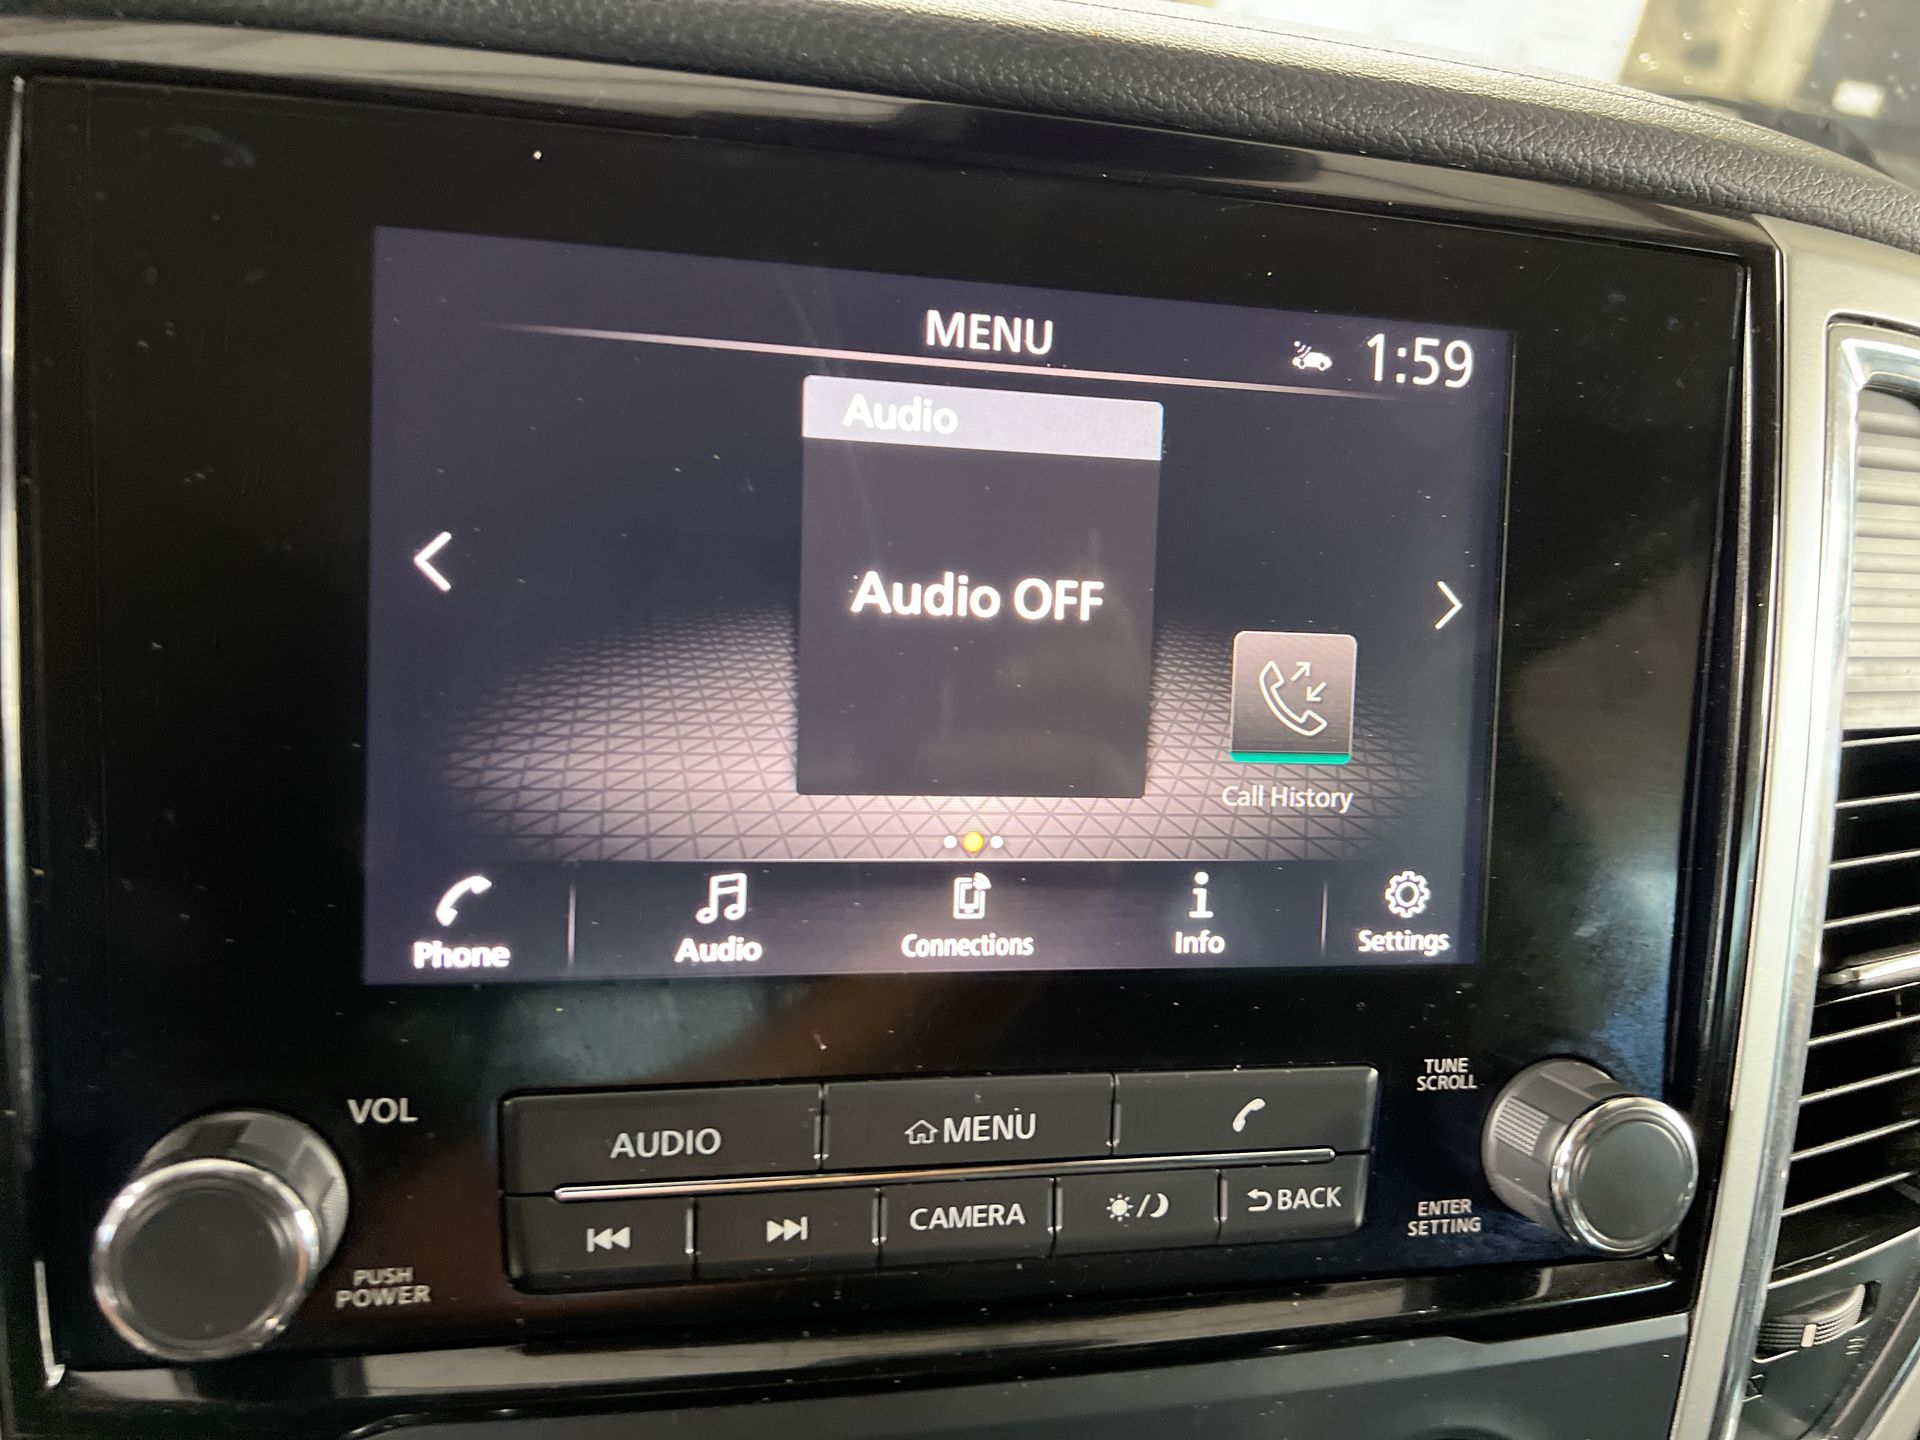 MENU
1:59
Audio
Audio OFF
Call History
Phone
Audio
Connections
Info
Settings
VOL
PUSH
POWER
AUDIO
MENU
CAMERA
BACK
TUNE
SCROLL
ENTER
SETTING